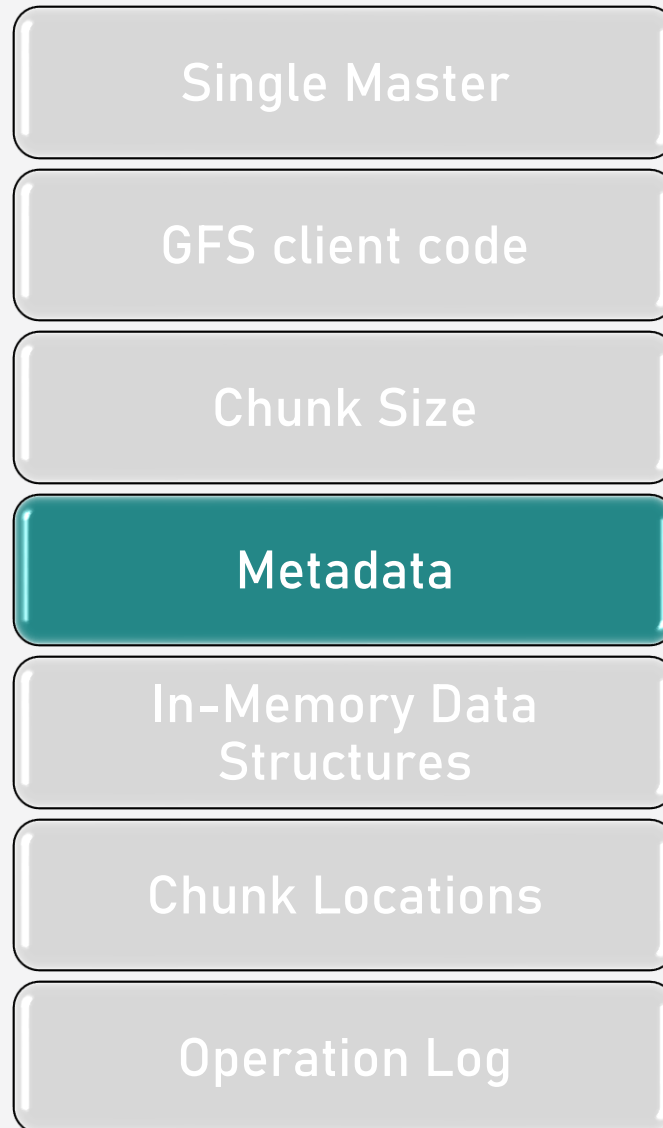 Single Master
GFS client code
Chunk Size
Metadata
In-Memory Data
Structures
Chunk Locations
Operation Log